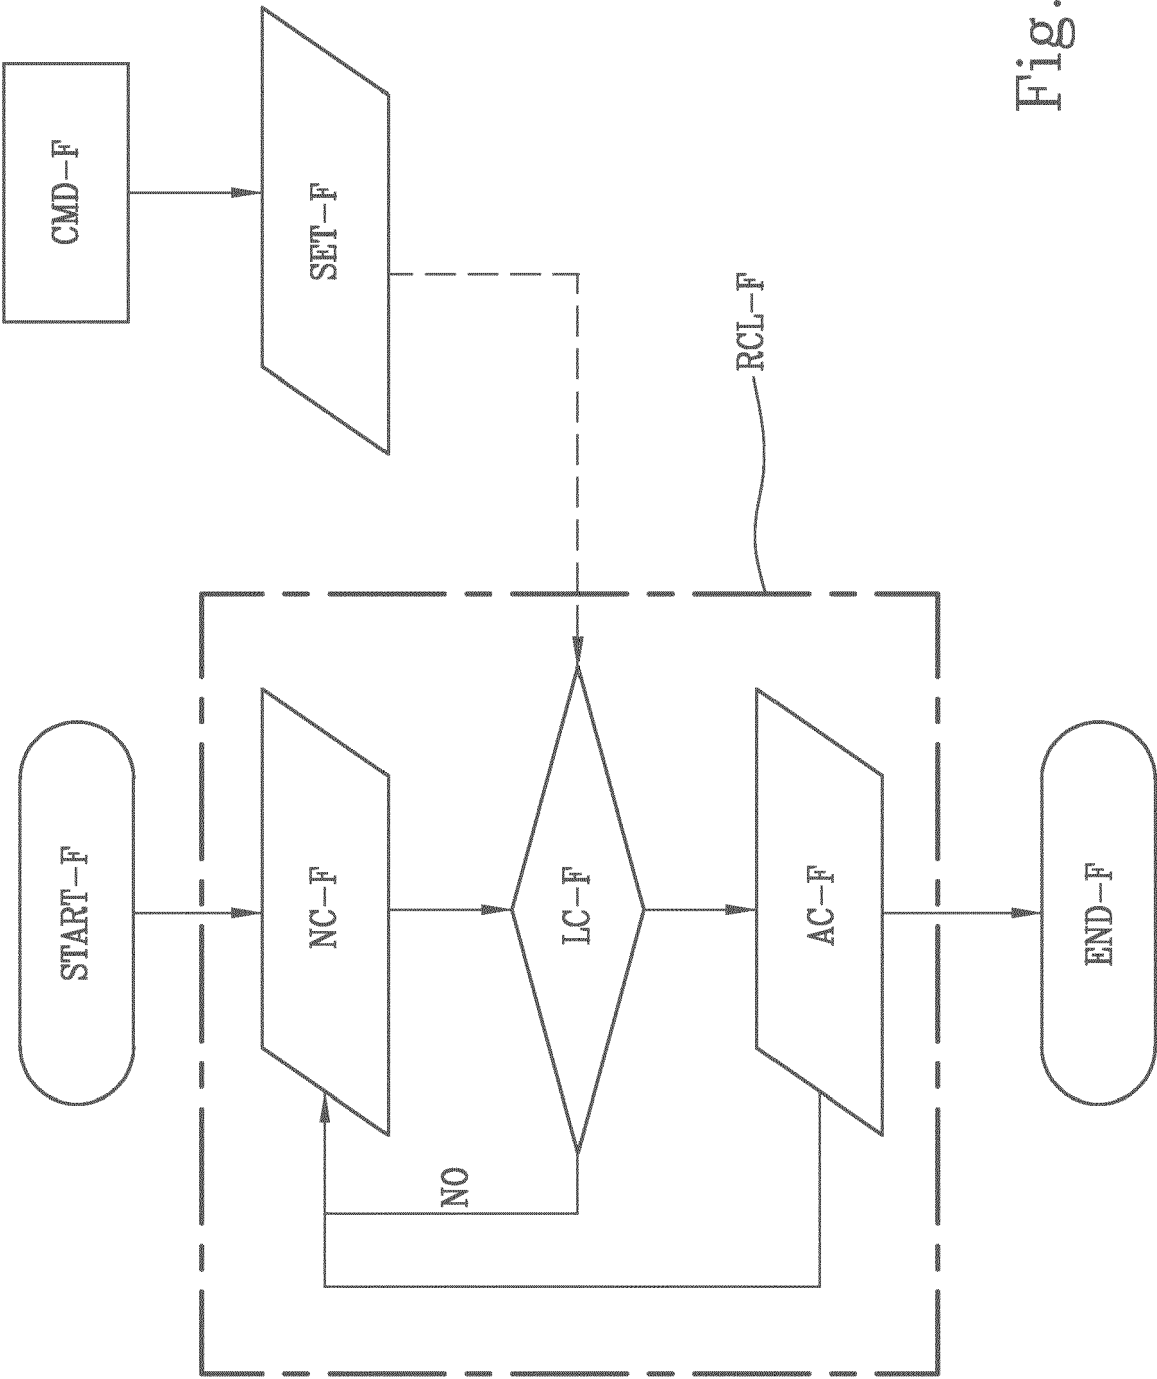 START-F
CMD-F
NC-F
SET-F
NO
LC-F
RCL-F
AC-F
END-F
Fig.